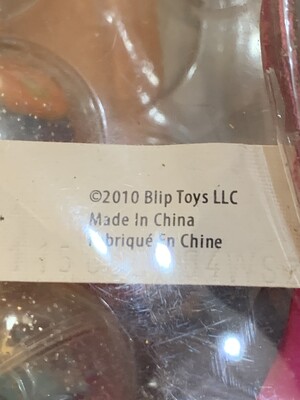 ©2010 Blip Toys LLC
Made In China
Fabriqué En Chine